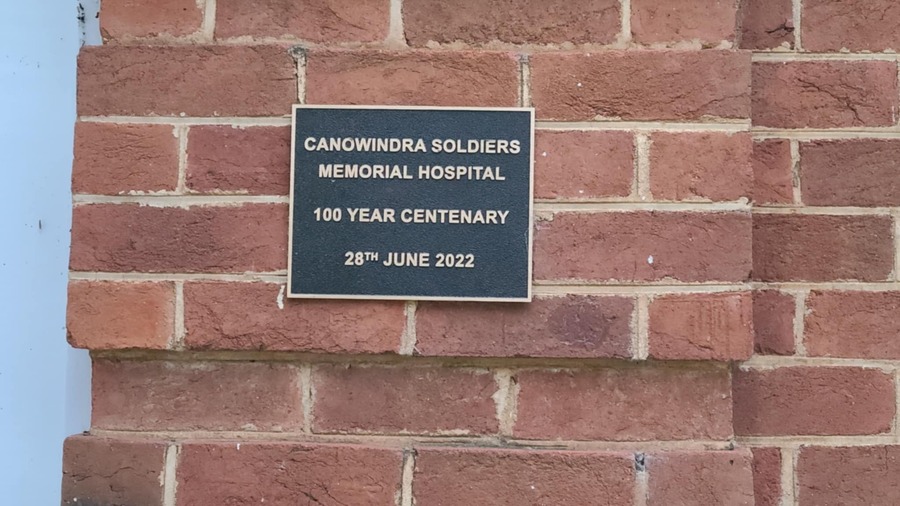 CANOWINDRA SOLDIERS
MEMORIAL HOSPITAL
100 YEAR CENTENARY
28TH JUNE 2022